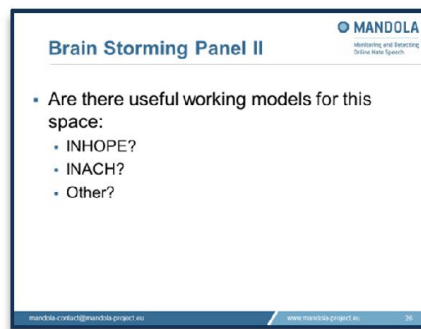 MANDOLA
Monitoring and Detecting
Online Hate Speech
Brain Storming Panel II
Are there useful working models for this
space:
INHOPE?
INACH?
Other?
mandola-contact@mandola-project.eu
www.mandola-project.eu
26